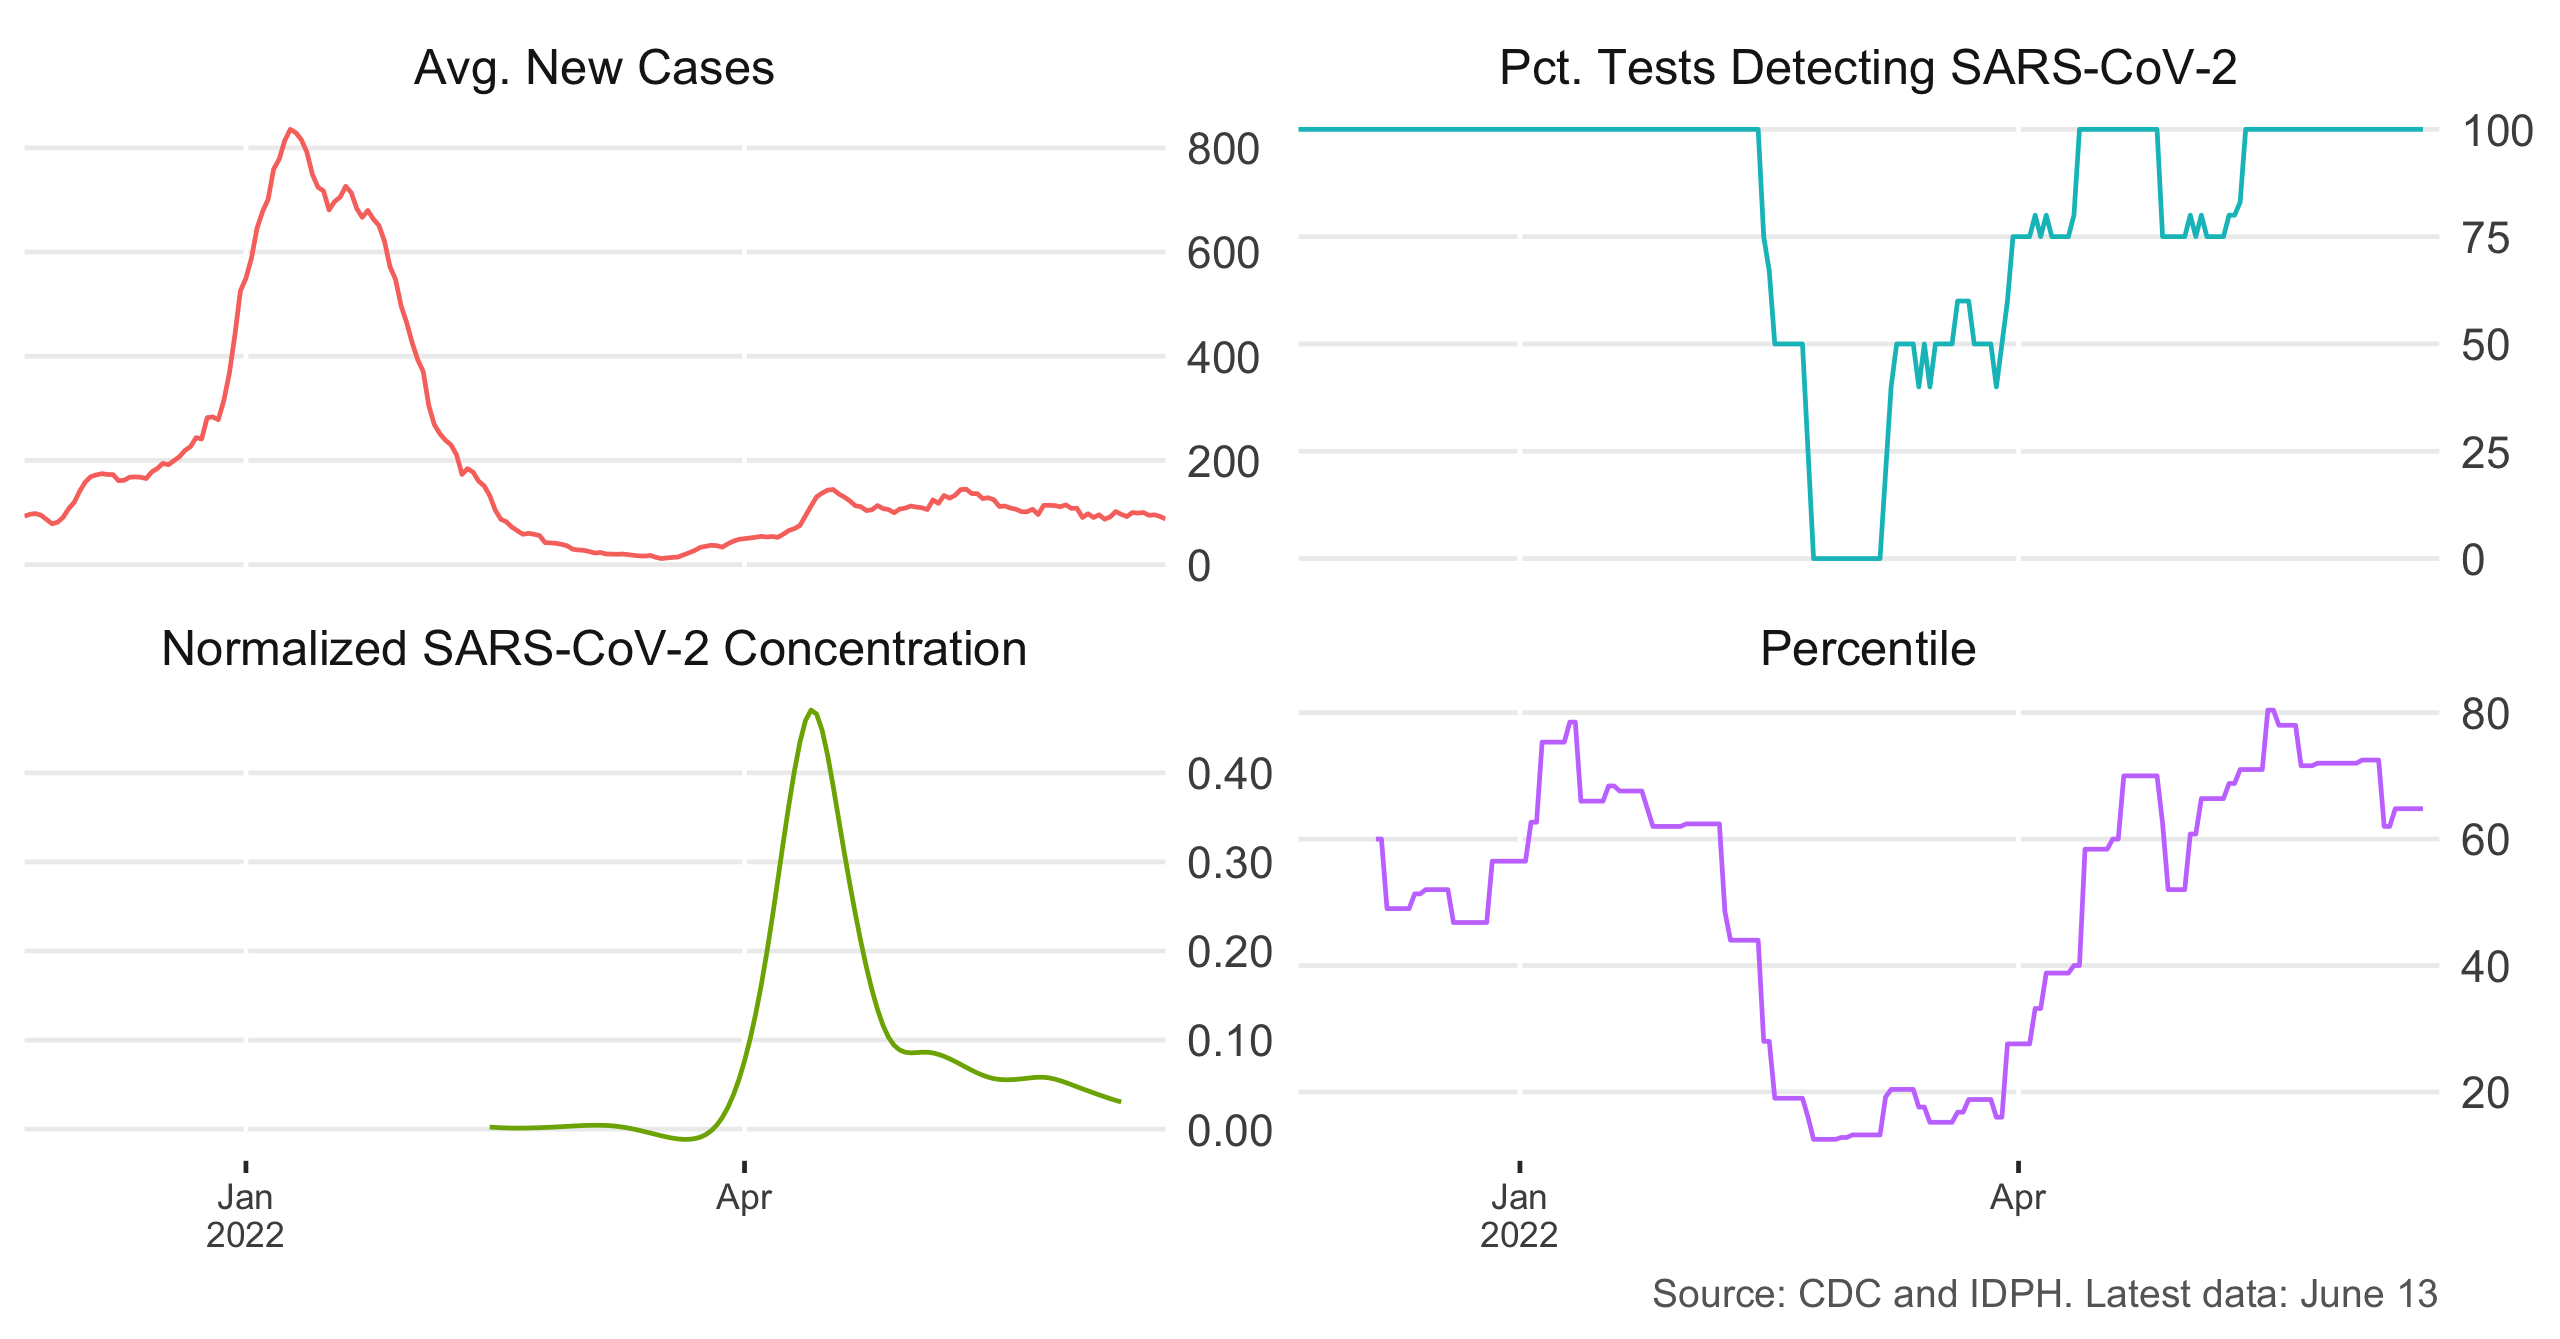 Avg. New Cases
800
600
400
200
0
Pct. Tests Detecting SARS-CoV-2
100
75
50
25
0
Normalized SARS-CoV-2 Concentration
0.40
0.30
0.20
0.10
0.00
Jan
2022
Apr
Percentile
80
60
40
20
Jan
2022
Apr
Source: CDC and IDPH. Latest data: June 13